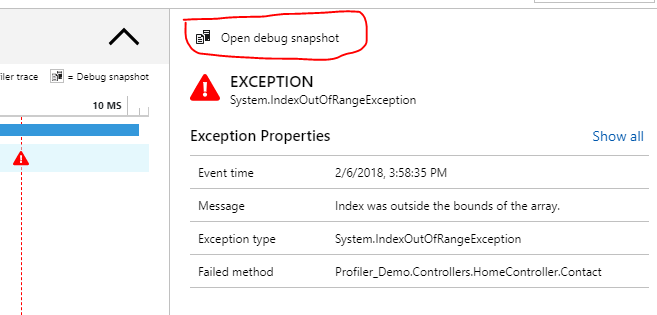 Open debug snapshot
iler trace = Debug snapshot
10 MS
EXCEPTION
System.IndexOutOfRangeException
Exception Properties Show all
Event time 2/6/2018, 3:58:35 PM
Message Index was outside the bounds of the array.
Exception type System.IndexOutOfRangeException
Failed method Profiler_Demo.Controllers.HomeController.Contact